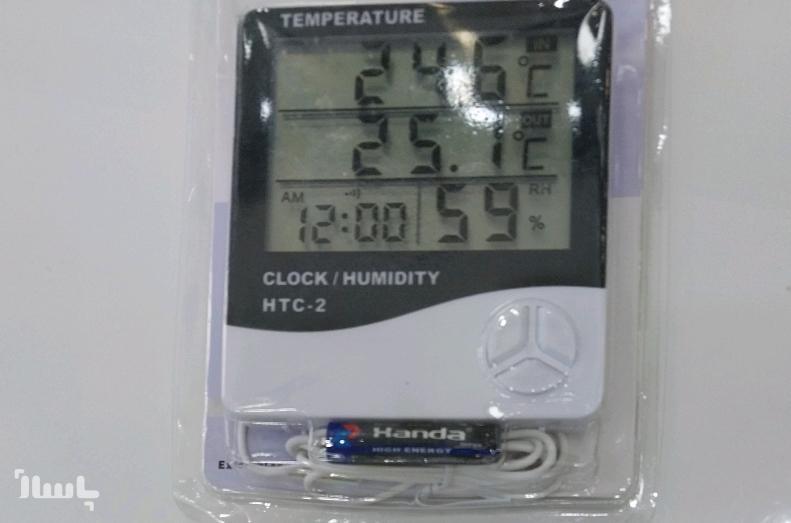 TEMPERATURE
IN
24.6 °C
OUT
25.1 °C
AM RH
12:00 59 %
CLOCK / HUMIDITY
HTC-2
Handa
HIGH ENERGY
پاساژ